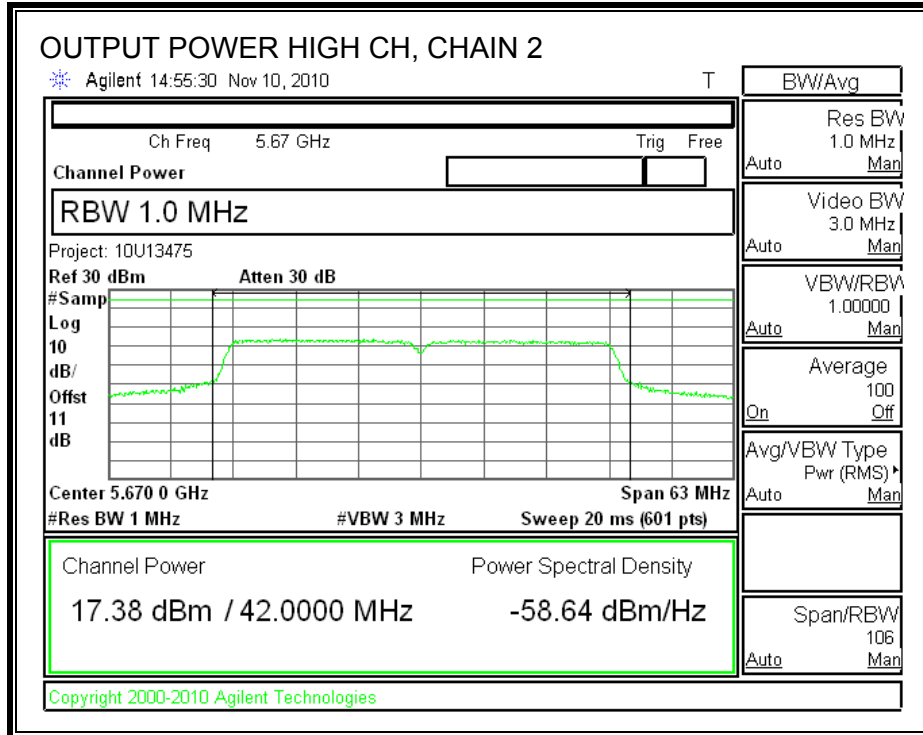 OUTPUT POWER HIGH CH, CHAIN 2
Agilent 14:55:30 Nov 10, 2010 T
Ch Freq 5.67 GHz Trig Free
Channel Power
RBW 1.0 MHz
Project: 10U13475
Ref 30 dBm Atten 30 dB
#Samp
Log
10
dB/
Offst
11
dB
Center 5.670 0 GHz Span 63 MHz
#Res BW 1 MHz #VBW 3 MHz Sweep 20 ms (601 pts)
Channel Power Power Spectral Density
17.38 dBm / 42.0000 MHz -58.64 dBm/Hz
Copyright 2000-2010 Agilent Technologies
BW/Avg
Res BW
1.0 MHz
Auto Man
Video BW
3.0 MHz
Auto Man
VBW/RBW
1.00000
Auto Man
Average
100
On Off
Avg/VBW Type
Pwr (RMS)
Auto Man
Span/RBW
106
Auto Man